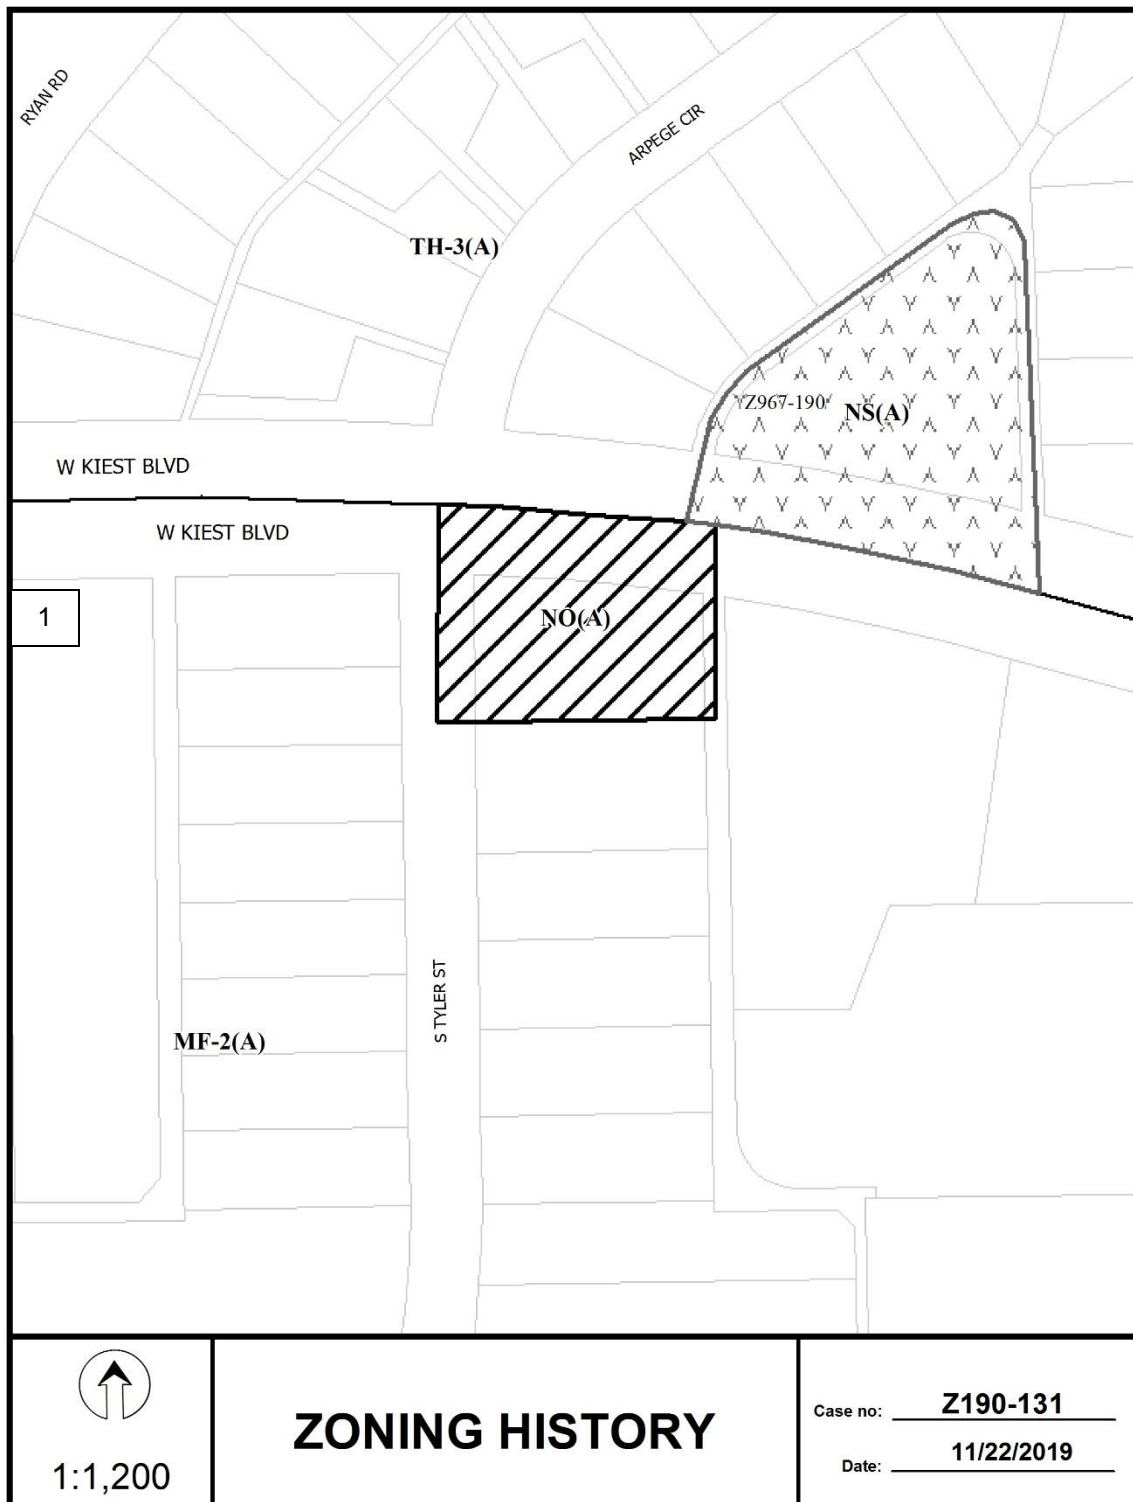 RYAN RD
ARPEGE CIR
TH-3(A)
Z967-190
NS(A)
W KIEST BLVD
W KIEST BLVD
1
NO(A)
S TYLER ST
MF-2(A)
1:1,200
ZONING HISTORY
Case no: Z190-131
Date: 11/22/2019